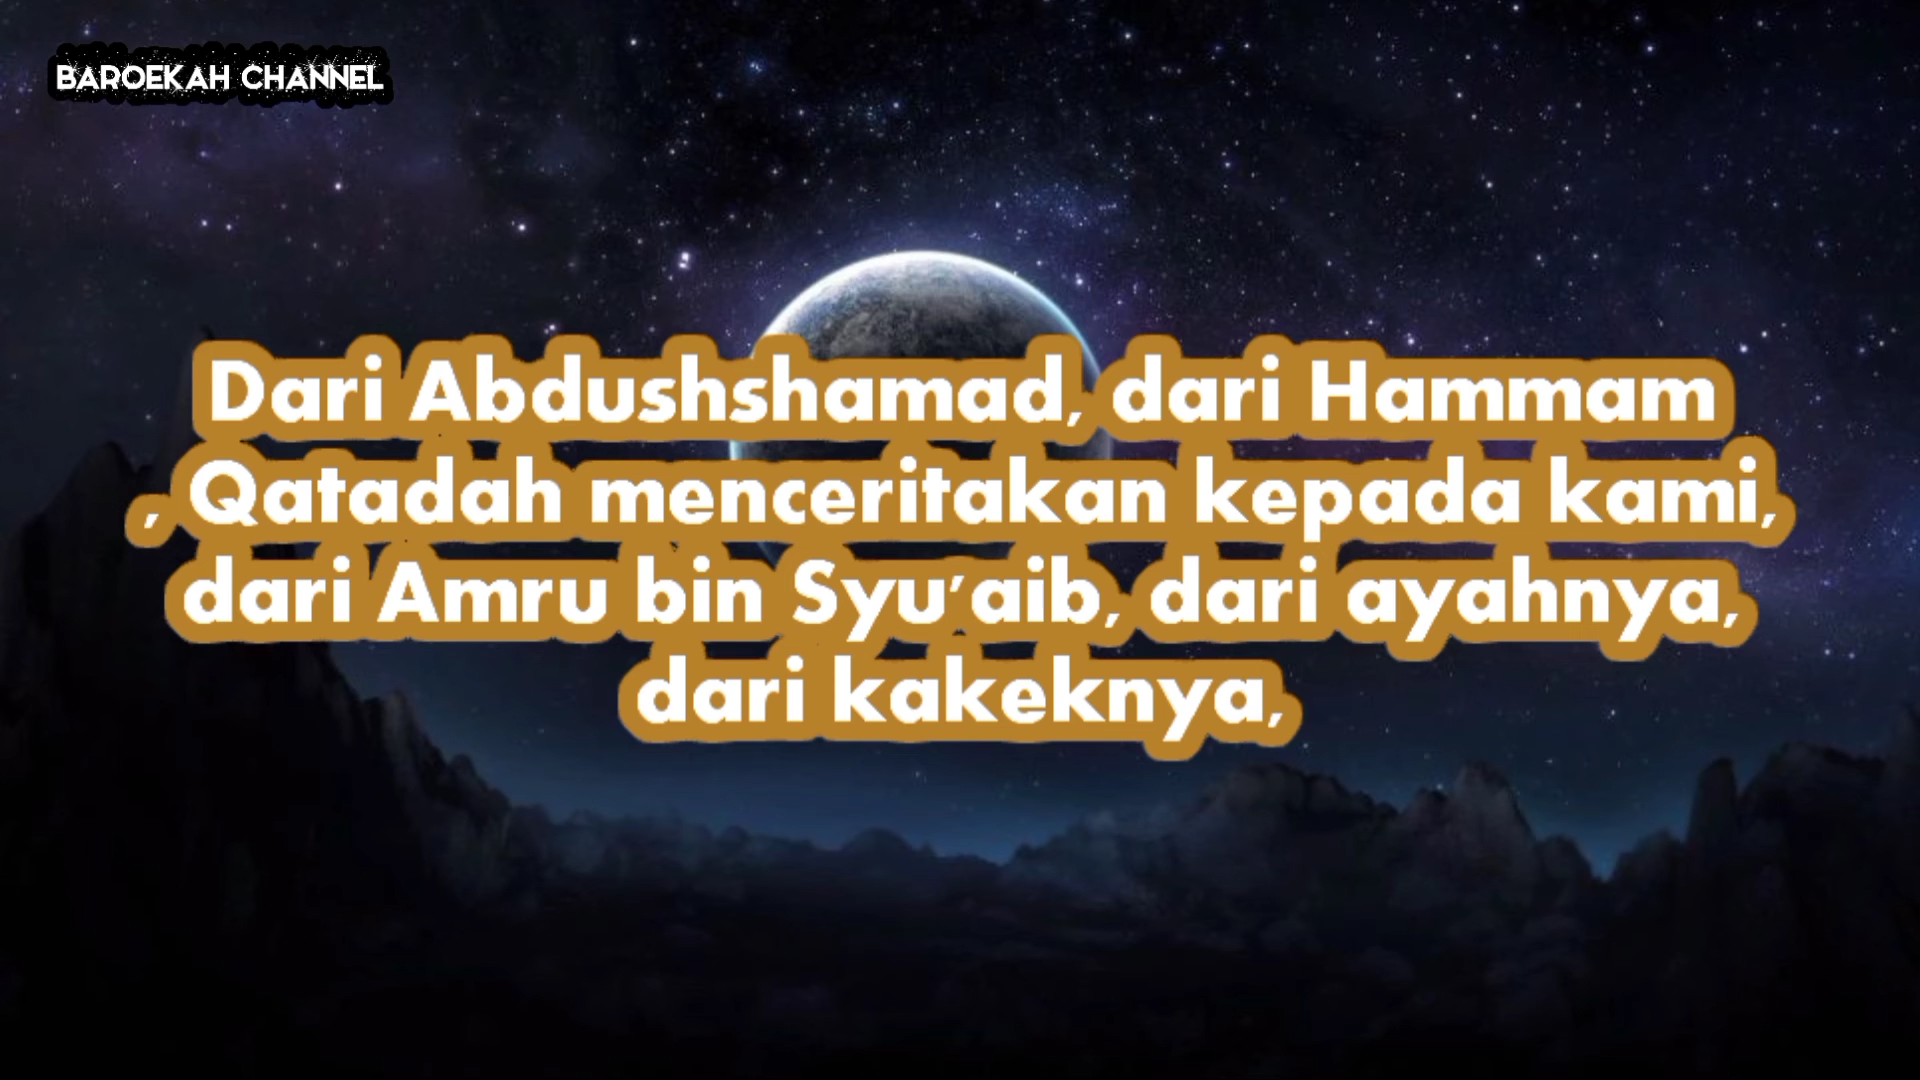 BAROEKAH CHANNEL
Dari Abdushshamad, dari Hammam
, Qatadah menceritakan kepada kami,
dari Amru bin Syu'aib, dari ayahnya,
dari kakeknya,